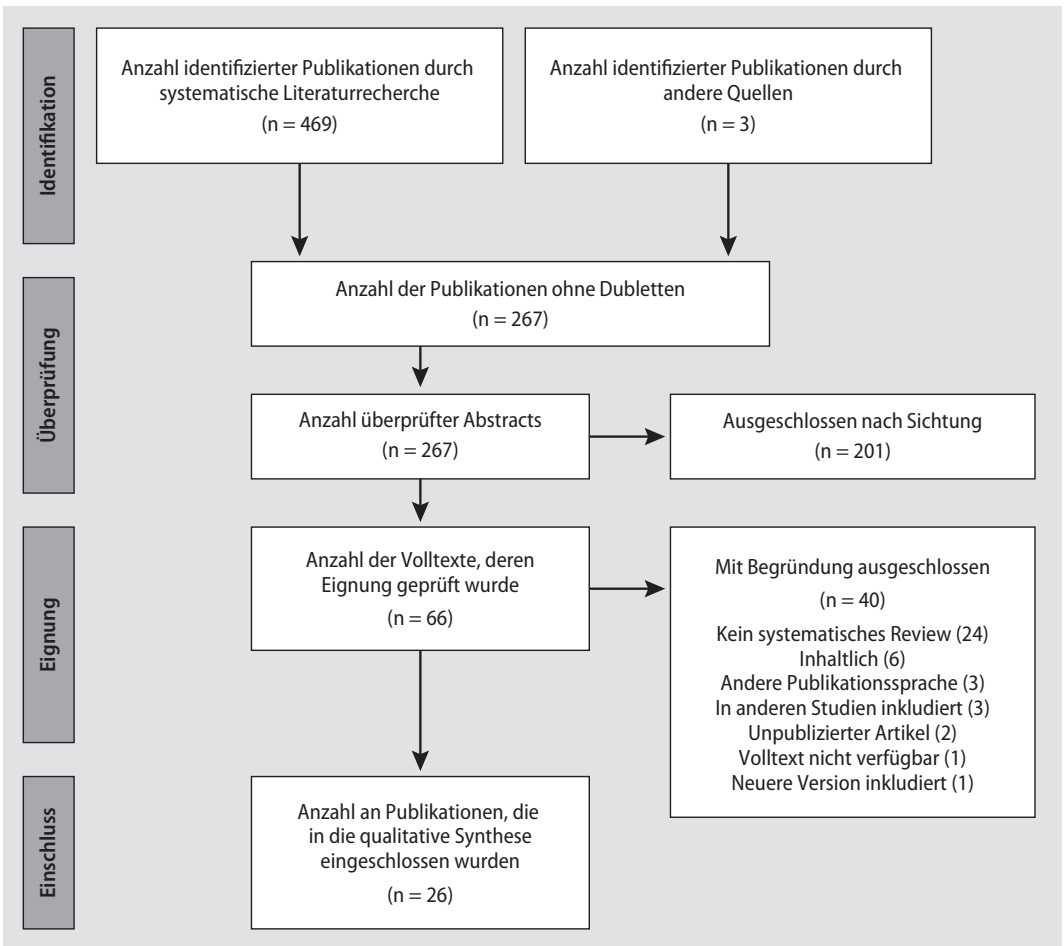 Identifikation
Anzahl identifizierter Publikationen durch
systematische Literaturrecherche
(n = 469)
Anzahl identifizierter Publikationen durch
andere Quellen
(n = 3)
Überprüfung
Anzahl der Publikationen ohne Dubletten
(n = 267)
Anzahl überprüfter Abstracts
(n = 267)
Ausgeschlossen nach Sichtung
(n = 201)
Eignung
Anzahl der Volltexte, deren
Eignung geprüft wurde
(n = 66)
Mit Begründung ausgeschlossen
(n = 40)
Kein systematisches Review (24)
Inhaltlich (6)
Andere Publikationssprache (3)
In anderen Studien inkludiert (3)
Unpublizierter Artikel (2)
Volltext nicht verfügbar (1)
Neuere Version inkludiert (1)
Einschluss
Anzahl an Publikationen, die
in die qualitative Synthese
eingeschlossen wurden
(n = 26)